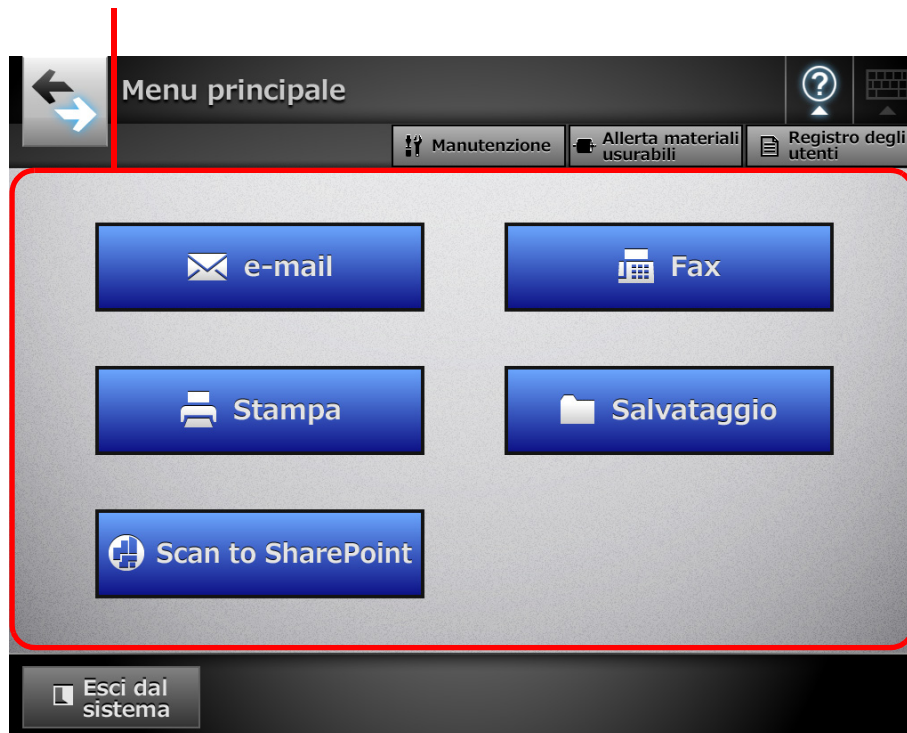 Menu principale
Manutenzione
Allerta materiali
usurabili
Registro degli
utenti
e-mail
Fax
Stampa
Salvataggio
Scan to SharePoint
Esci dal
sistema